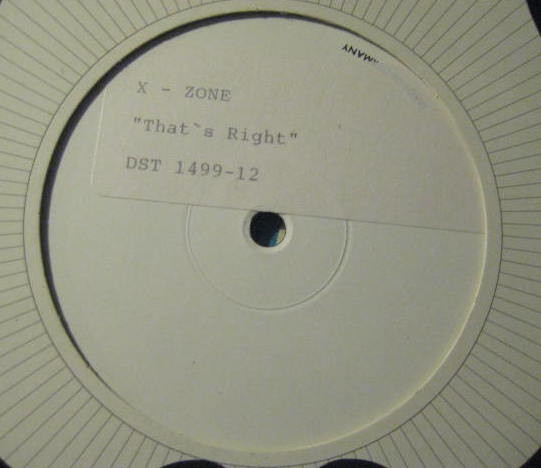 X - ZONE
"That`s Right"
DST 1499-12